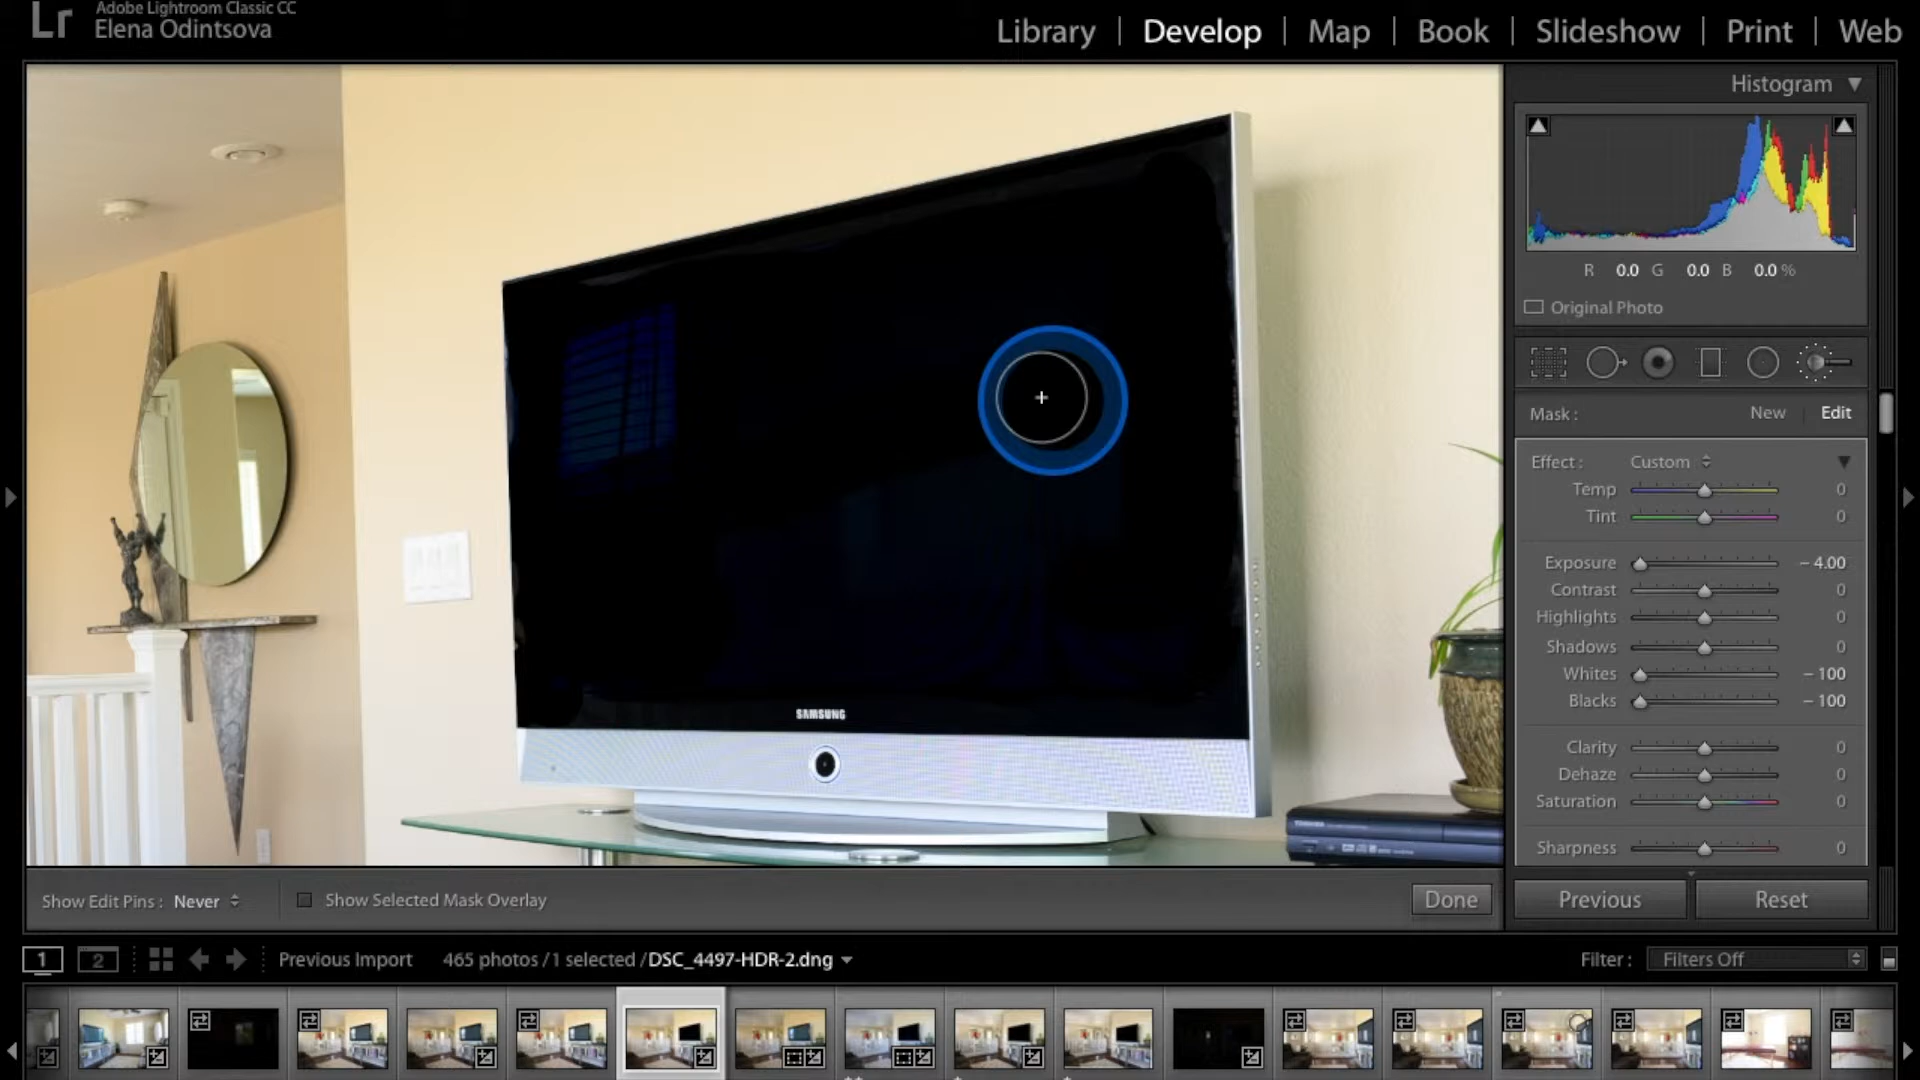 Adobe Lightroom Classic CC
Elena Odintsova
Library | Develop | Map | Book | Slideshow | Print | Web
Histogram
R 0.0 G 0.0 B 0.0 %
Original Photo
Mask : New Edit
Effect : Custom
Temp 0
Tint 0
Exposure – 4.00
Contrast 0
Highlights 0
Shadows 0
Whites – 100
Blacks – 100
Clarity 0
Dehaze 0
Saturation 0
Sharpness 0
SAMSUNG
Show Edit Pins : Never
Show Selected Mask Overlay
Done
Previous
Reset
1 2 Previous Import 465 photos / 1 selected / DSC_4497-HDR-2.dng
Filter : Filters Off